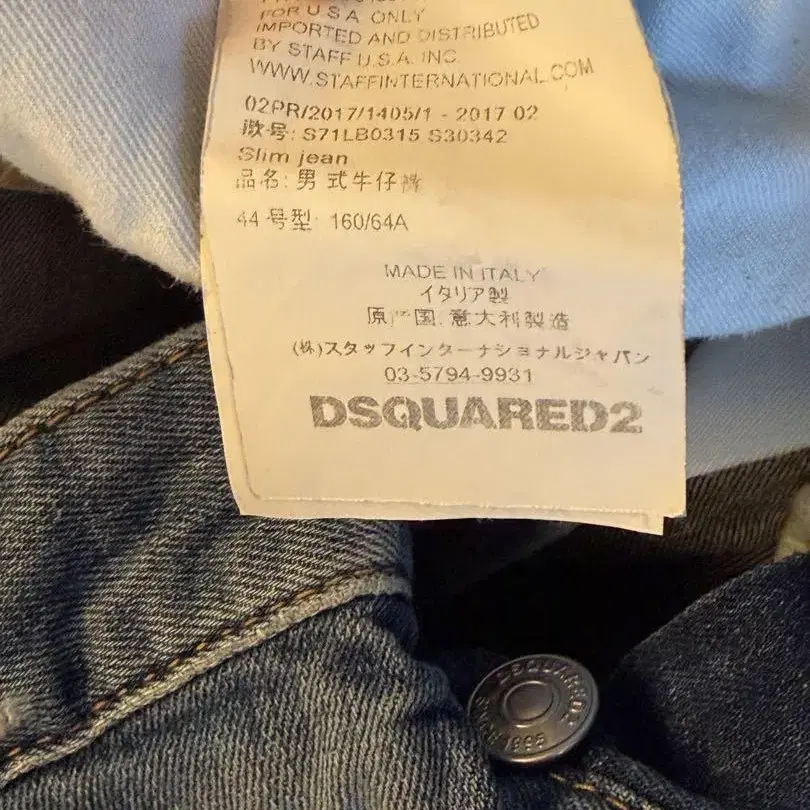 FOR U S A ONLY
IMPORTED AND DISTRIBUTED
BY STAFF U.S.A. INC.
WWW.STAFFINTERNATIONAL.COM
02PR/2017/1405/1 - 2017 02
款号: S71LB0315 S30342
Slim jean
品名: 男 式牛仔裤
44 号型: 160/64A
MADE IN ITALY
イタリア製
原产国: 意大利製造
(株)スタッフインターナショナルジャパン
03-5794-9931
DSQUARED2
DSQUARED2
1995